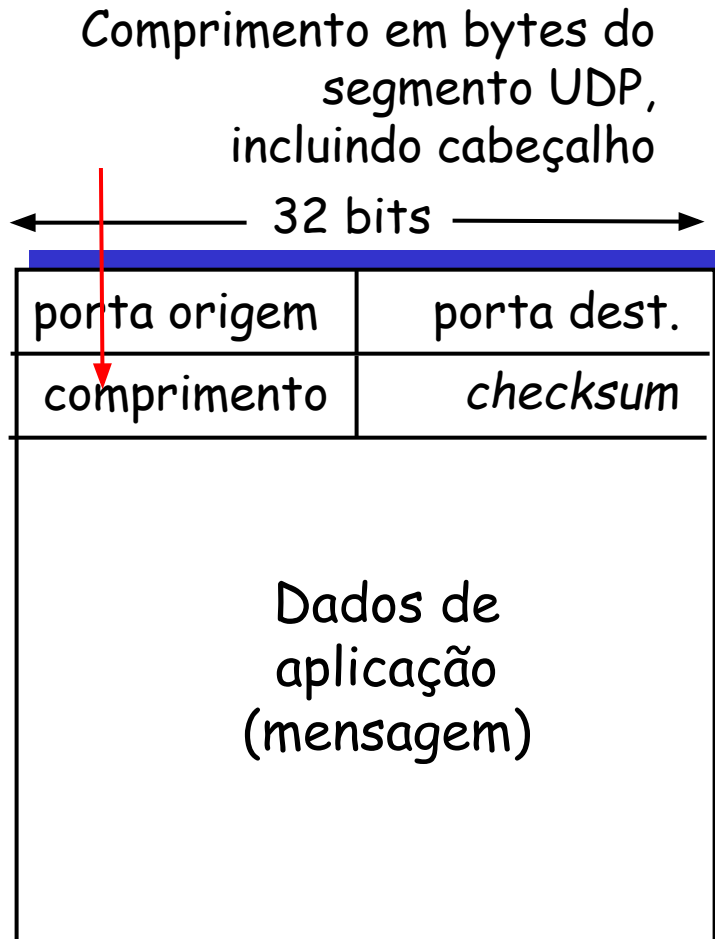 Comprimento em bytes do
segmento UDP,
incluindo cabeçalho
32 bits
porta origem porta dest.
comprimento checksum
Dados de
aplicação
(mensagem)